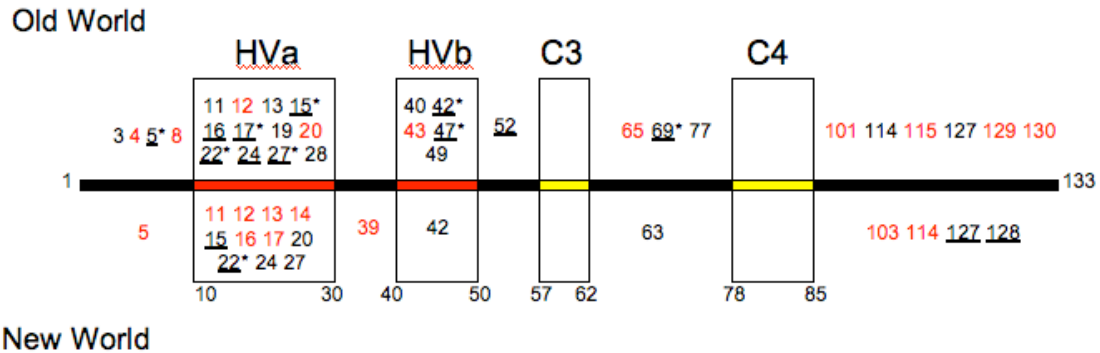 Old World
HVa HVb C3 C4
11 12 13 15* 40 42*
3 4 5* 8 16 17* 19 20 43 47* 52 65 69* 77 101 114 115 127 129 130
22* 24 27* 28 49
1 133
11 12 13 14
5 15 16 17 20 39 42 63 103 114 127 128
22* 24 27
10 30 40 50 57 62 78 85
New World